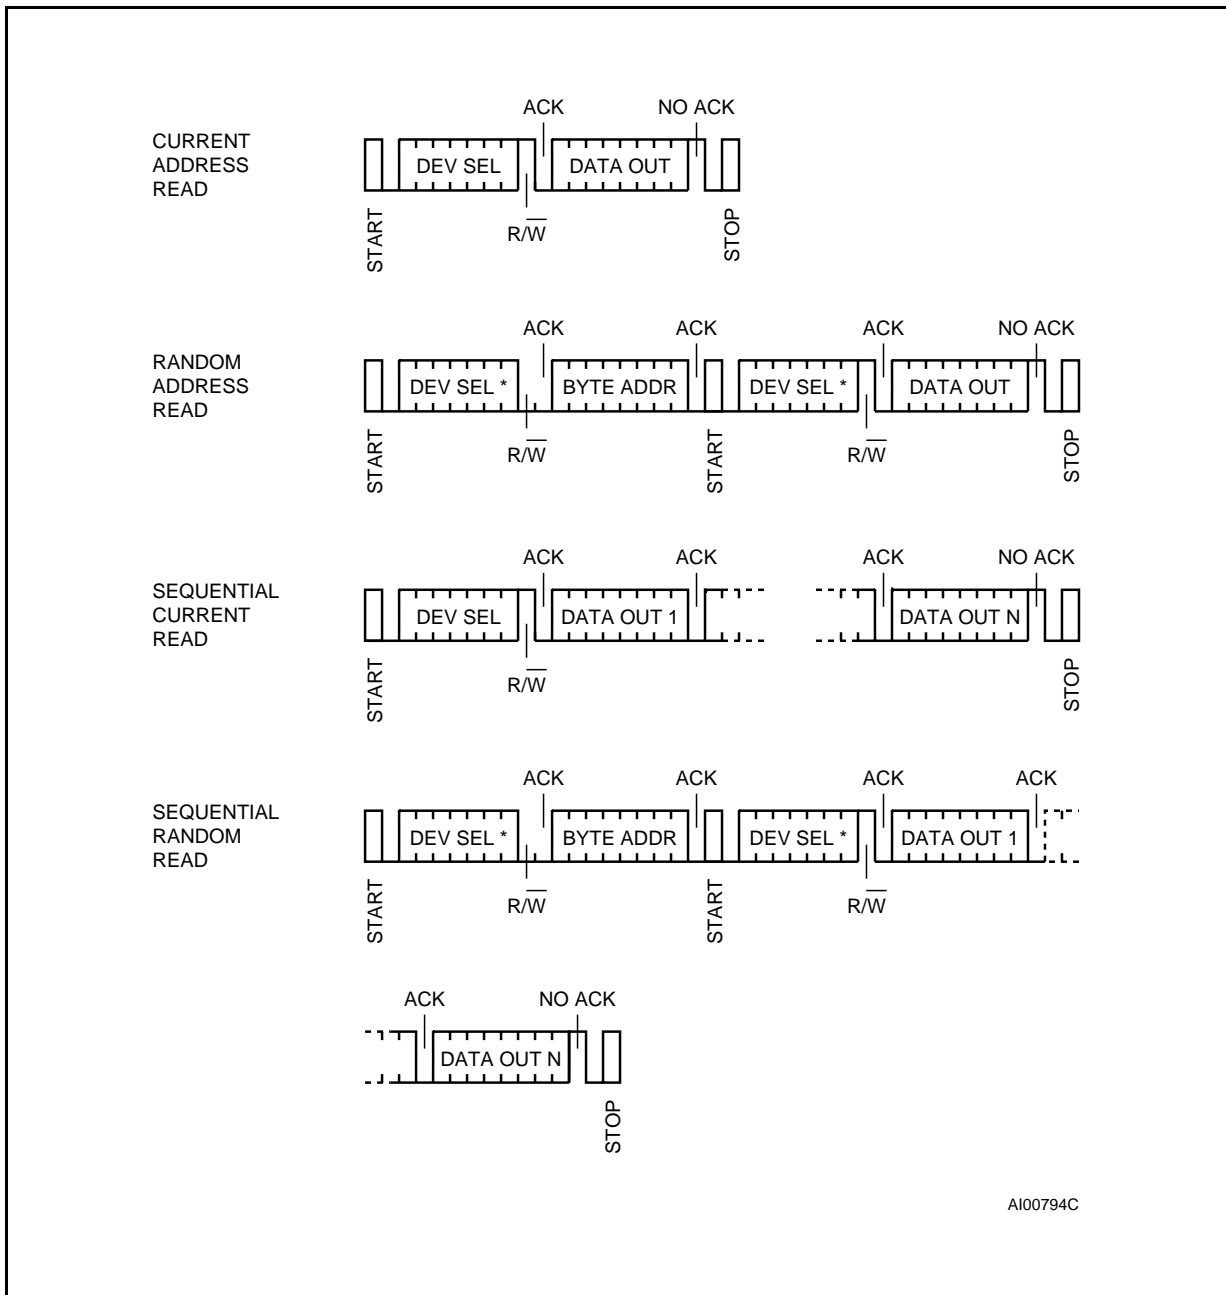 ACK NO ACK
CURRENT
ADDRESS
READ
DEV SEL DATA OUT
R/W̅
START STOP
ACK ACK ACK NO ACK
RANDOM
ADDRESS
READ
DEV SEL * BYTE ADDR DEV SEL * DATA OUT
R/W̅ R/W̅
START START STOP
ACK ACK ACK NO ACK
SEQUENTIAL
CURRENT
READ
DEV SEL DATA OUT 1 DATA OUT N
R/W̅
START STOP
ACK ACK ACK ACK
SEQUENTIAL
RANDOM
READ
DEV SEL * BYTE ADDR DEV SEL * DATA OUT 1
R/W̅ R/W̅
START START
ACK NO ACK
DATA OUT N
STOP
AI00794C